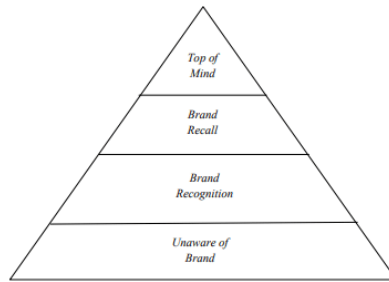 Top of
Mind
Brand
Recall
Brand
Recognition
Unaware of
Brand